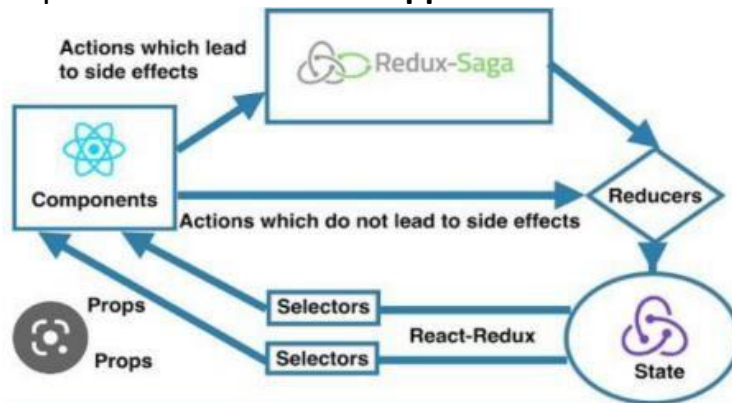 Actions which lead
to side effects
Redux-Saga
Components
Reducers
Actions which do not lead to side effects
Props
Selectors
React-Redux
Props
Selectors
State